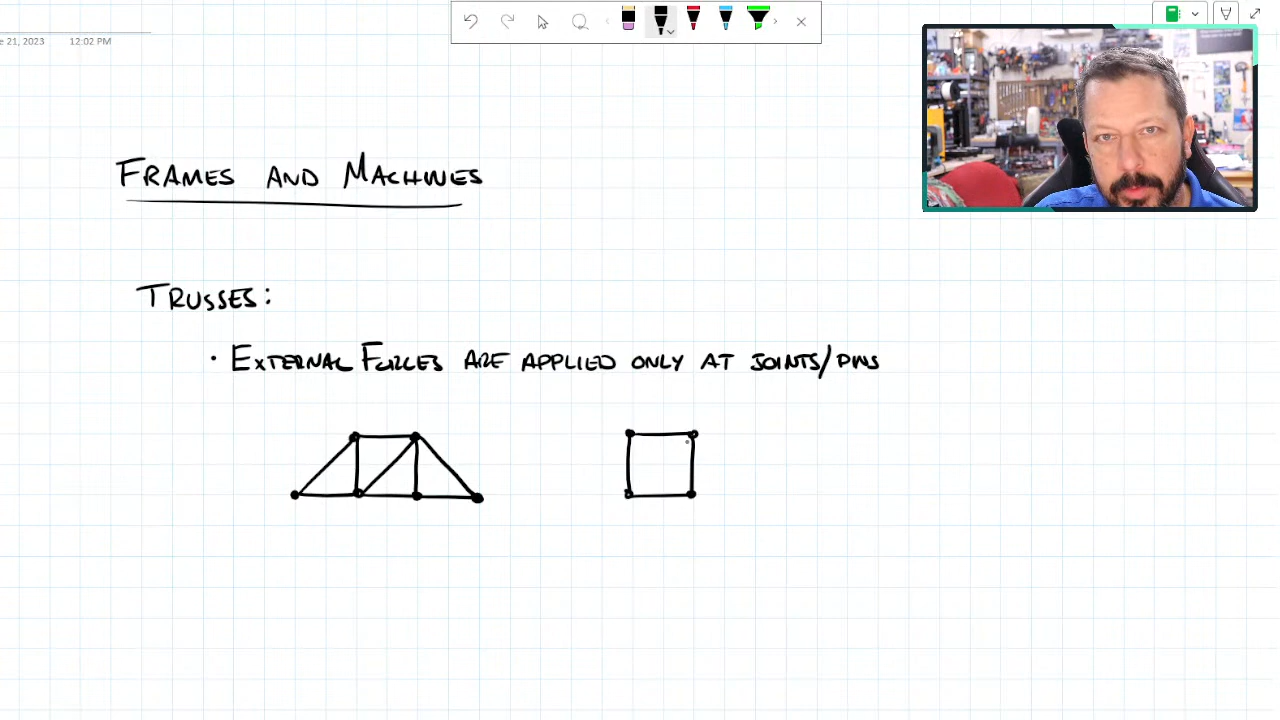 e 21, 2023 12:02 PM
FRAMES AND MACHINES
TRUSSES:
• EXTERNAL FORCES ARE APPLIED ONLY AT JOINTS/PINS